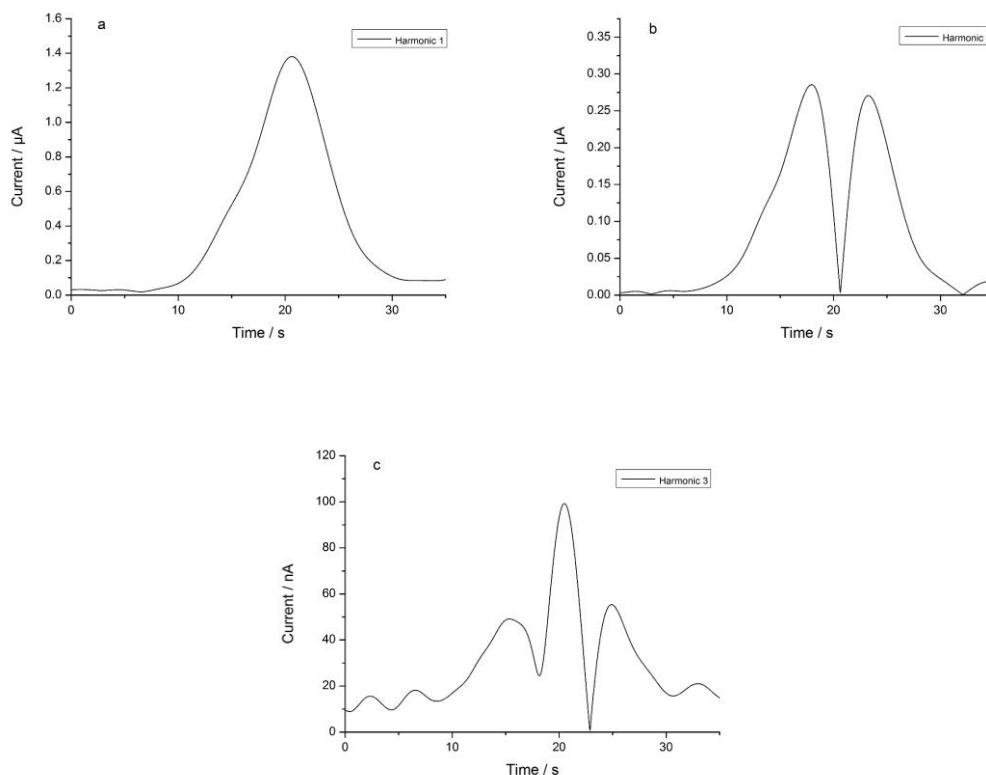 a
Harmonic 1
1.6
1.4
1.2
1.0
0.8
0.6
0.4
0.2
0.0
Current / µA
0 10 20 30
Time / s
b
Harmonic
0.35
0.30
0.25
0.20
0.15
0.10
0.05
0.00
Current / µA
0 10 20 30
Time / s
c
Harmonic 3
120
100
80
60
40
20
0
Current / nA
0 10 20 30
Time / s